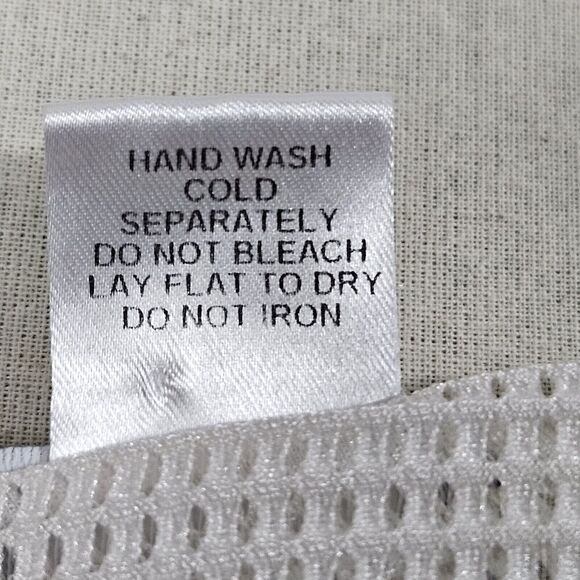 HAND WASH
COLD
SEPARATELY
DO NOT BLEACH
LAY FLAT TO DRY
DO NOT IRON